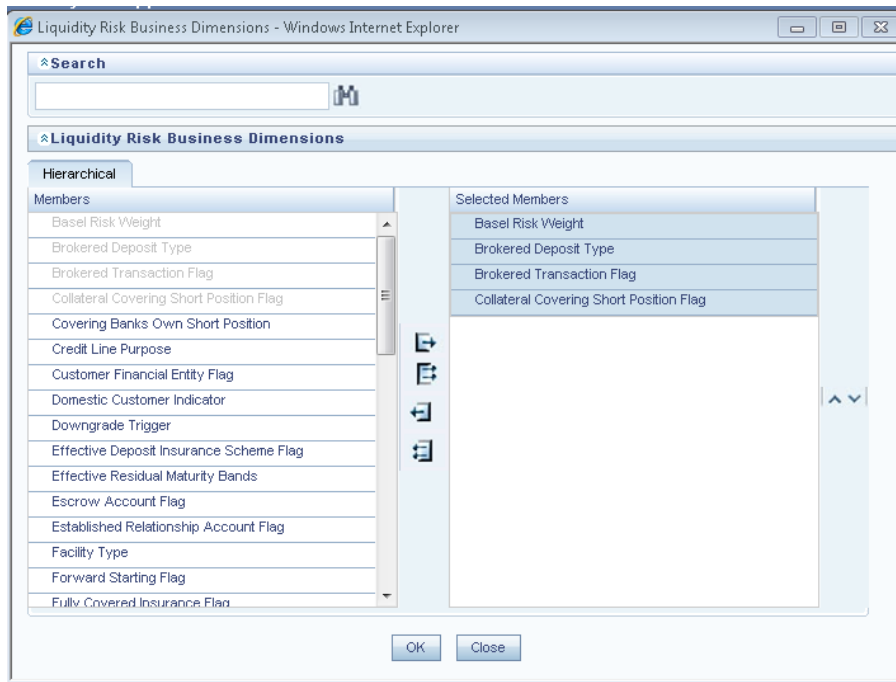 Liquidity Risk Business Dimensions - Windows Internet Explorer
Search
Liquidity Risk Business Dimensions
Hierarchical
Members
Basel Risk Weight
Brokered Deposit Type
Brokered Transaction Flag
Collateral Covering Short Position Flag
Covering Banks Own Short Position
Credit Line Purpose
Customer Financial Entity Flag
Domestic Customer Indicator
Downgrade Trigger
Effective Deposit Insurance Scheme Flag
Effective Residual Maturity Bands
Escrow Account Flag
Established Relationship Account Flag
Facility Type
Forward Starting Flag
Fully Covered Insurance Flag
Selected Members
Basel Risk Weight
Brokered Deposit Type
Brokered Transaction Flag
Collateral Covering Short Position Flag
OK Close